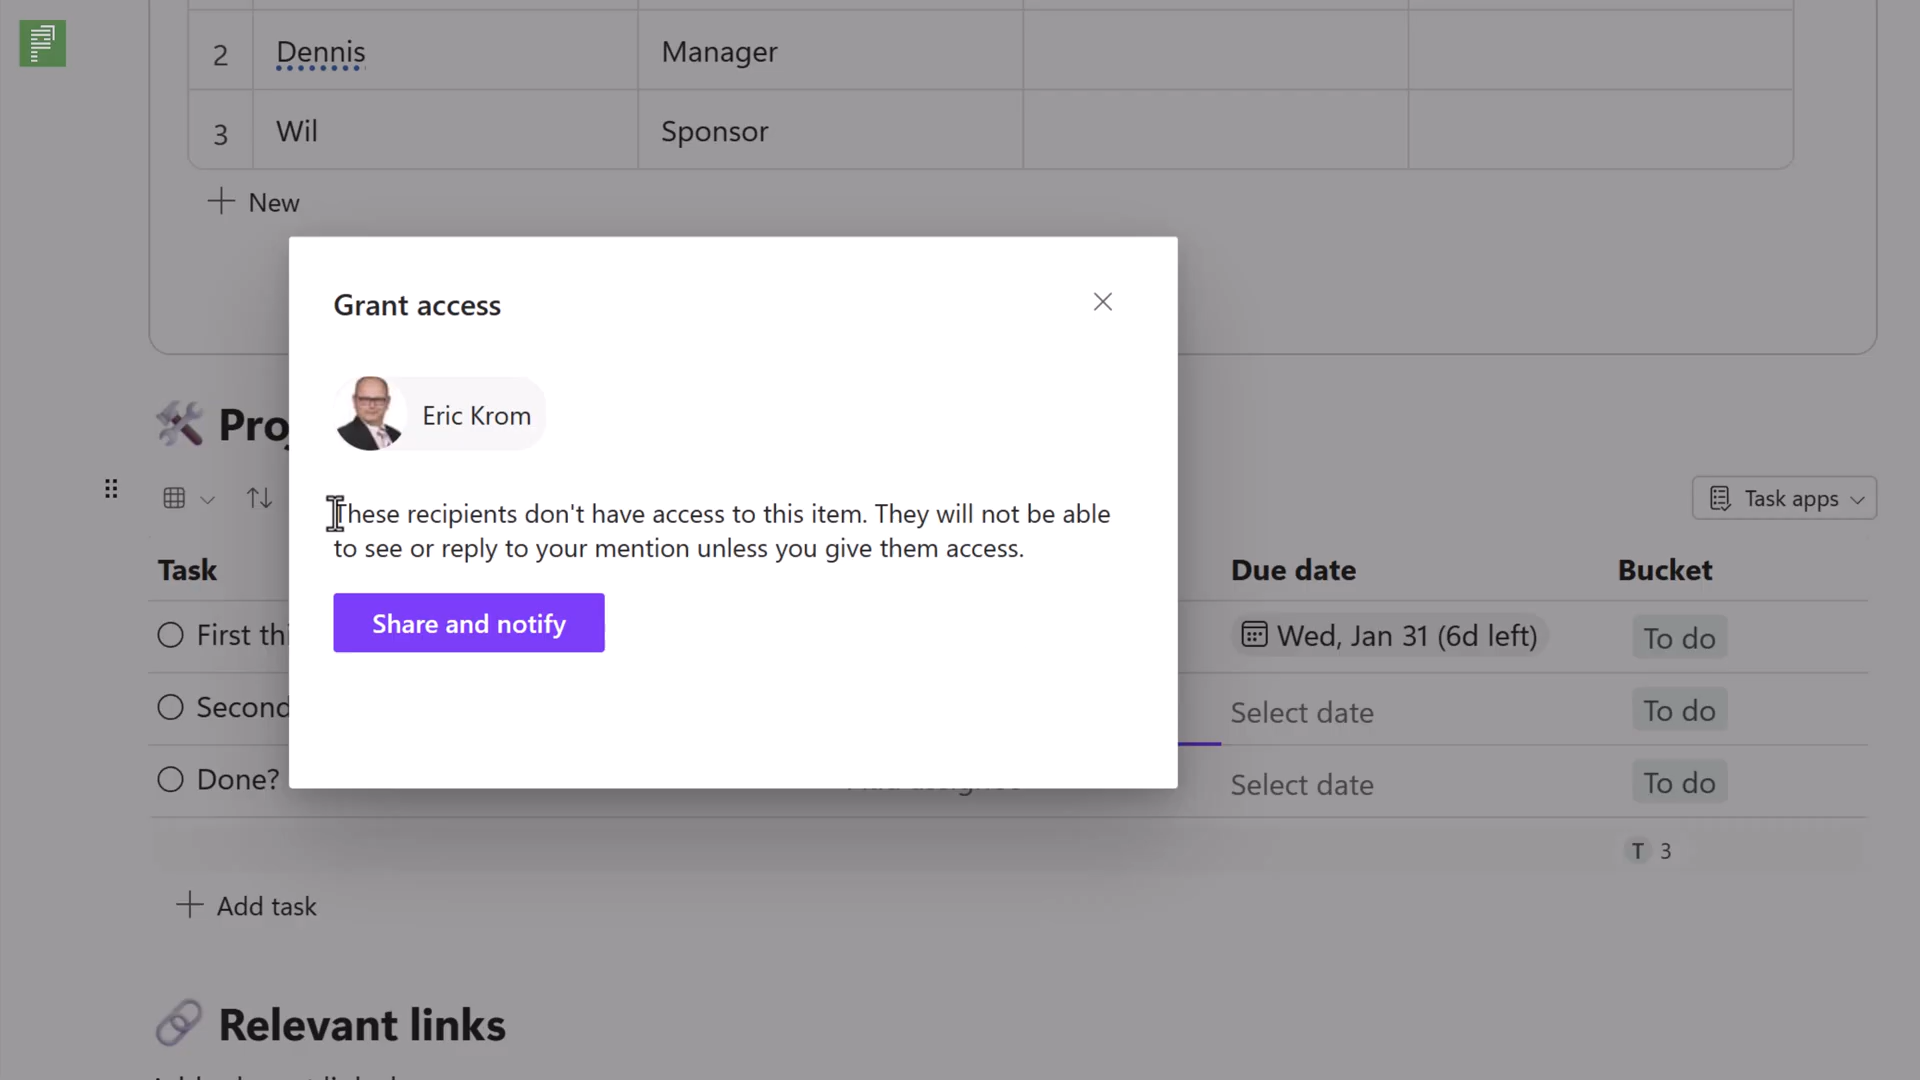 2 Dennis Manager
3 Wil Sponsor
New
Grant access
Eric Krom
These recipients don't have access to this item. They will not be able
to see or reply to your mention unless you give them access.
Share and notify
Task apps
Task Due date Bucket
First Wed, Jan 31 (6d left) To do
Second Select date To do
Done? Select date To do
T 3
Add task
Relevant links